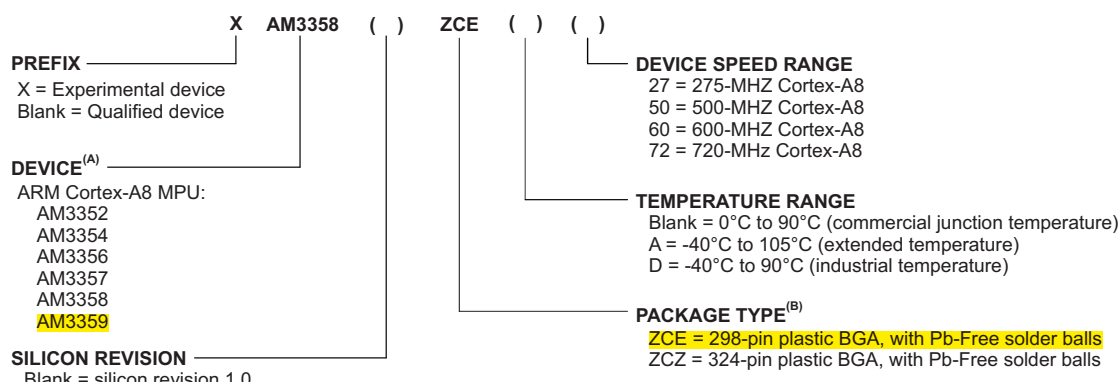 X AM3358 ( ) ZCE ( ) ( )
PREFIX
X = Experimental device
Blank = Qualified device
DEVICE(A)
ARM Cortex-A8 MPU:
AM3352
AM3354
AM3356
AM3357
AM3358
AM3359
SILICON REVISION
Blank = silicon revision 1.0
DEVICE SPEED RANGE
27 = 275-MHZ Cortex-A8
50 = 500-MHZ Cortex-A8
60 = 600-MHZ Cortex-A8
72 = 720-MHz Cortex-A8
TEMPERATURE RANGE
Blank = 0°C to 90°C (commercial junction temperature)
A = -40°C to 105°C (extended temperature)
D = -40°C to 90°C (industrial temperature)
PACKAGE TYPE(B)
ZCE = 298-pin plastic BGA, with Pb-Free solder balls
ZCZ = 324-pin plastic BGA, with Pb-Free solder balls